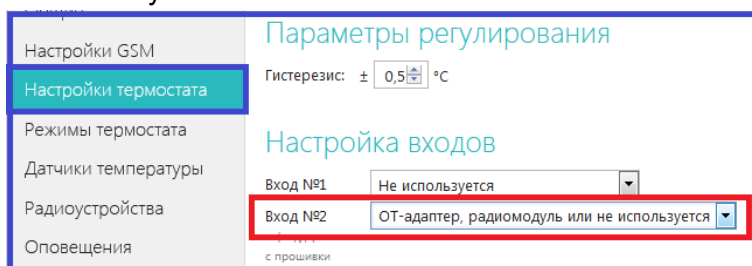 Настройки GSM
Настройки термостата
Режимы термостата
Датчики температуры
Радиоустройства
Оповещения
Параметры регулирования
Гистерезис: ± 0,5 °C
Настройка входов
Вход №1 Не используется
Вход №2 ОТ-адаптер, радиомодуль или не используется
с прошивки